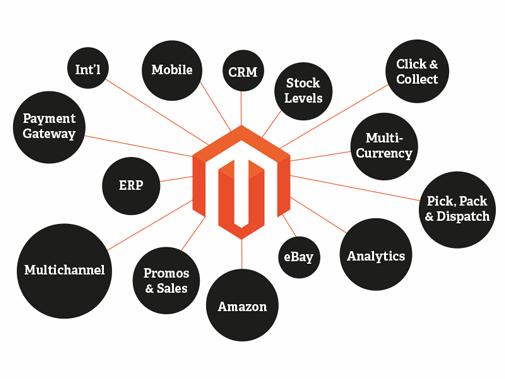 Int'l
Mobile
CRM
Stock
Levels
Click &
Collect
Payment
Gateway
Multi-
Currency
ERP
Pick, Pack
& Dispatch
Multichannel
Promos
& Sales
Amazon
eBay
Analytics